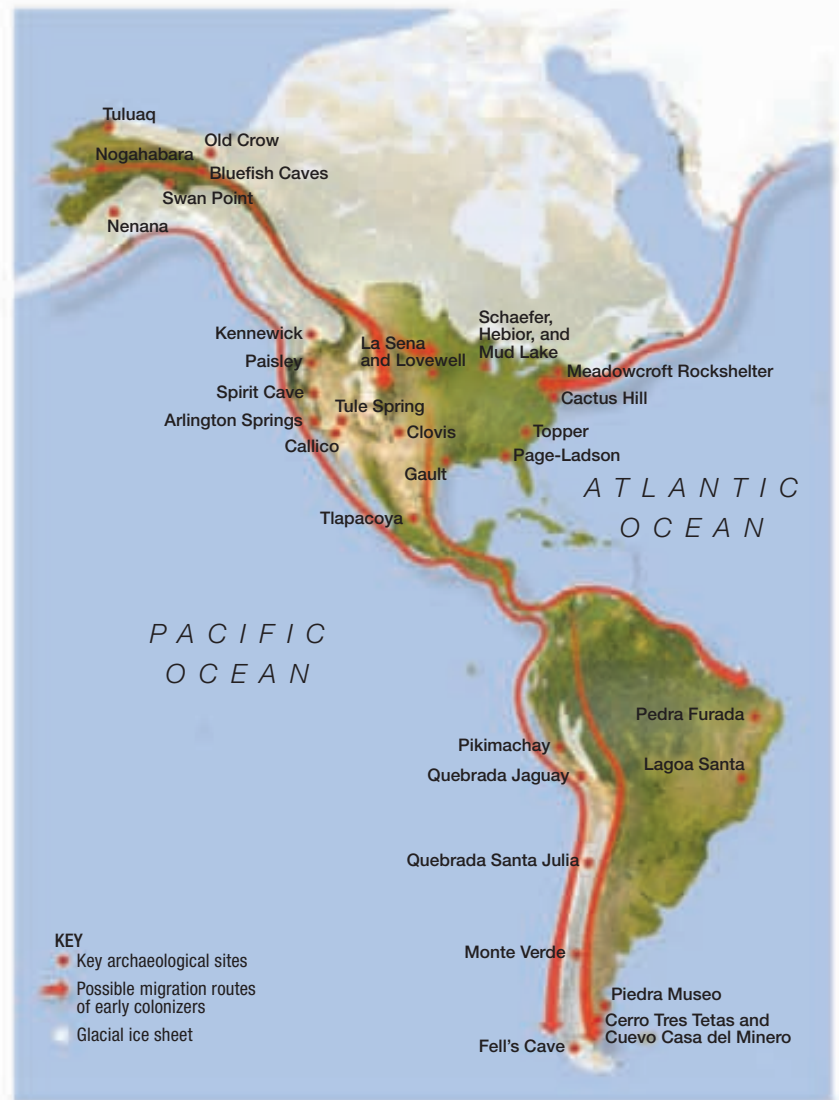 Tuluaq
Old Crow
Nogahabara
Bluefish Caves
Swan Point
Nenana
Schaefer,
Hebior, and
Mud Lake
Kennewick
La Sena
and Lovewell
Paisley
Meadowcroft Rockshelter
Spirit Cave
Cactus Hill
Tule Spring
Arlington Springs
Clovis
Topper
Callico
Page-Ladson
Gault
ATLANTIC
OCEAN
Tlapacoya
PACIFIC
OCEAN
Pedra Furada
Pikimachay
Lagoa Santa
Quebrada Jaguay
Quebrada Santa Julia
KEY
Key archaeological sites
Possible migration routes
of early colonizers
Glacial ice sheet
Monte Verde
Piedra Museo
Cerro Tres Tetas and
Cuevo Casa del Minero
Fell's Cave